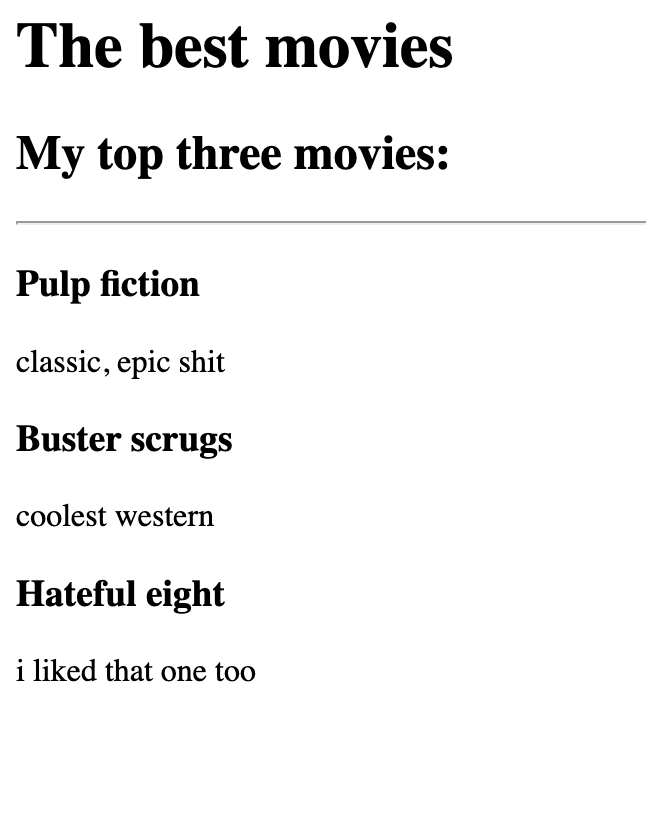 The best movies
My top three movies:
Pulp fiction
classic, epic shit
Buster scrugs
coolest western
Hateful eight
i liked that one too